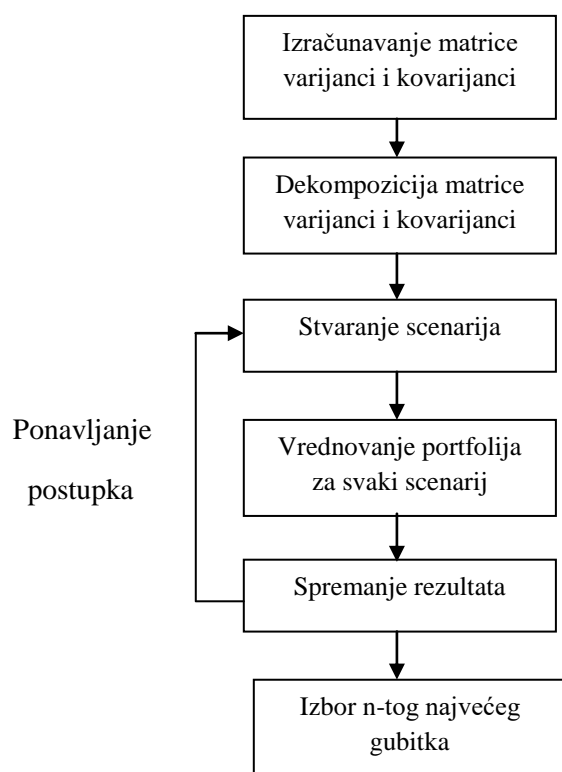 Izračunavanje matrice
varijanci i kovarijanci
Dekompozicija matrice
varijanci i kovarijanci
Stvaranje scenarija
Ponavljanje
postupka
Vrednovanje portfolija
za svaki scenarij
Spremanje rezultata
Izbor n-tog najvećeg
gubitka